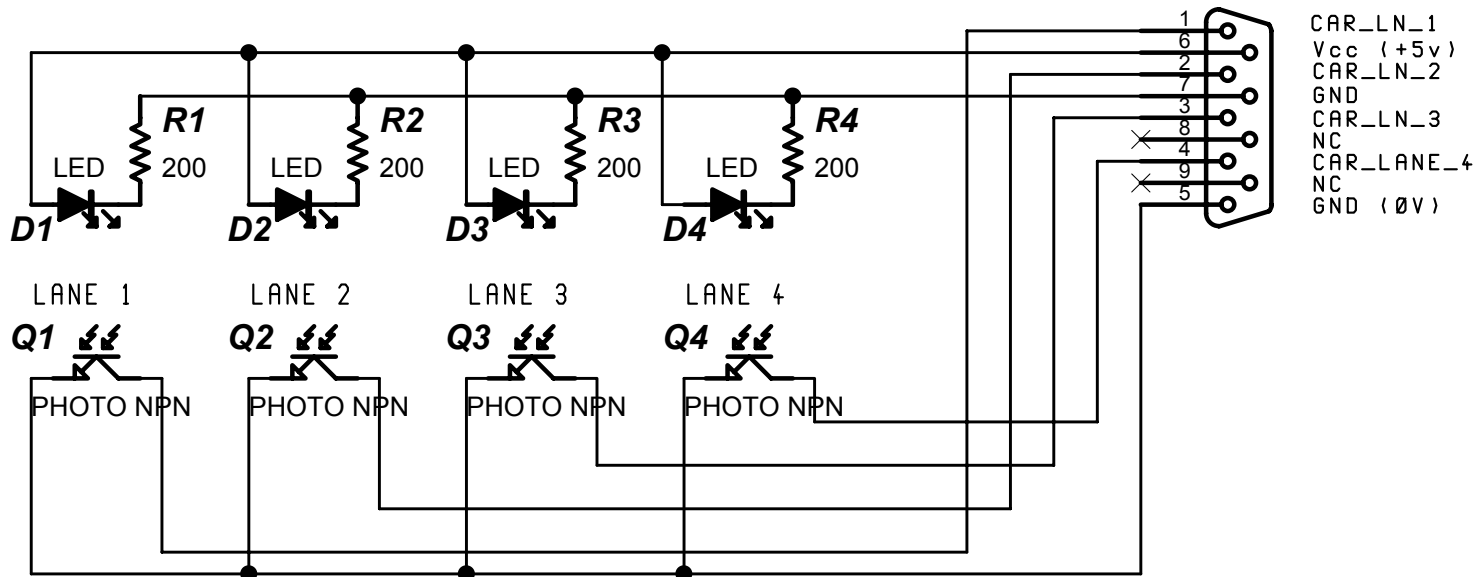 1 CAR_LN_1
6 Vcc (+5v)
2 CAR_LN_2
7 GND
3 CAR_LN_3
8 NC
4 CAR_LANE_4
9 NC
5 GND (ØV)
R1 R2 R3 R4
LED 200 LED 200 LED 200 LED 200
D1 D2 D3 D4
LANE 1 LANE 2 LANE 3 LANE 4
Q1 Q2 Q3 Q4
PHOTO NPN PHOTO NPN PHOTO NPN PHOTO NPN